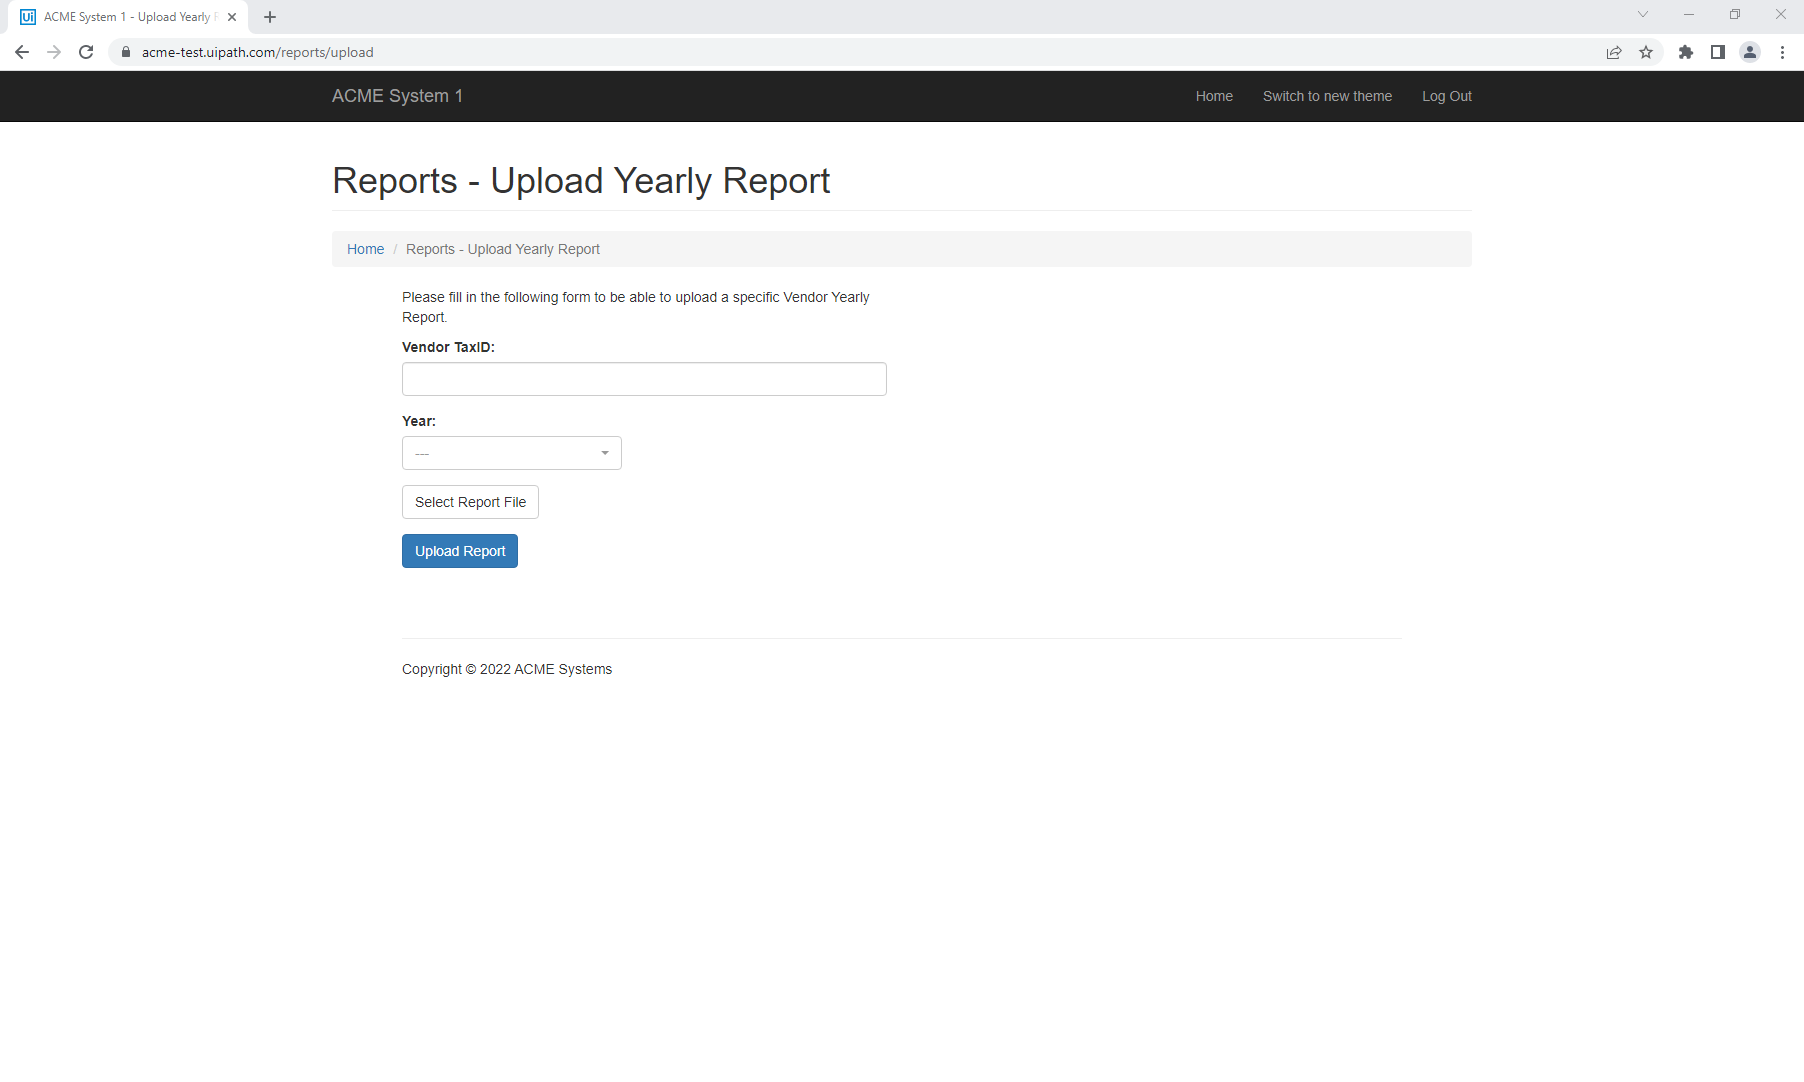 ACME System 1 - Upload Yearly
acme-test.uipath.com/reports/upload
ACME System 1
Home
Switch to new theme
Log Out
Reports - Upload Yearly Report
Home / Reports - Upload Yearly Report
Please fill in the following form to be able to upload a specific Vendor Yearly
Report.
Vendor TaxID:
Year:
---
Select Report File
Upload Report
Copyright © 2022 ACME Systems